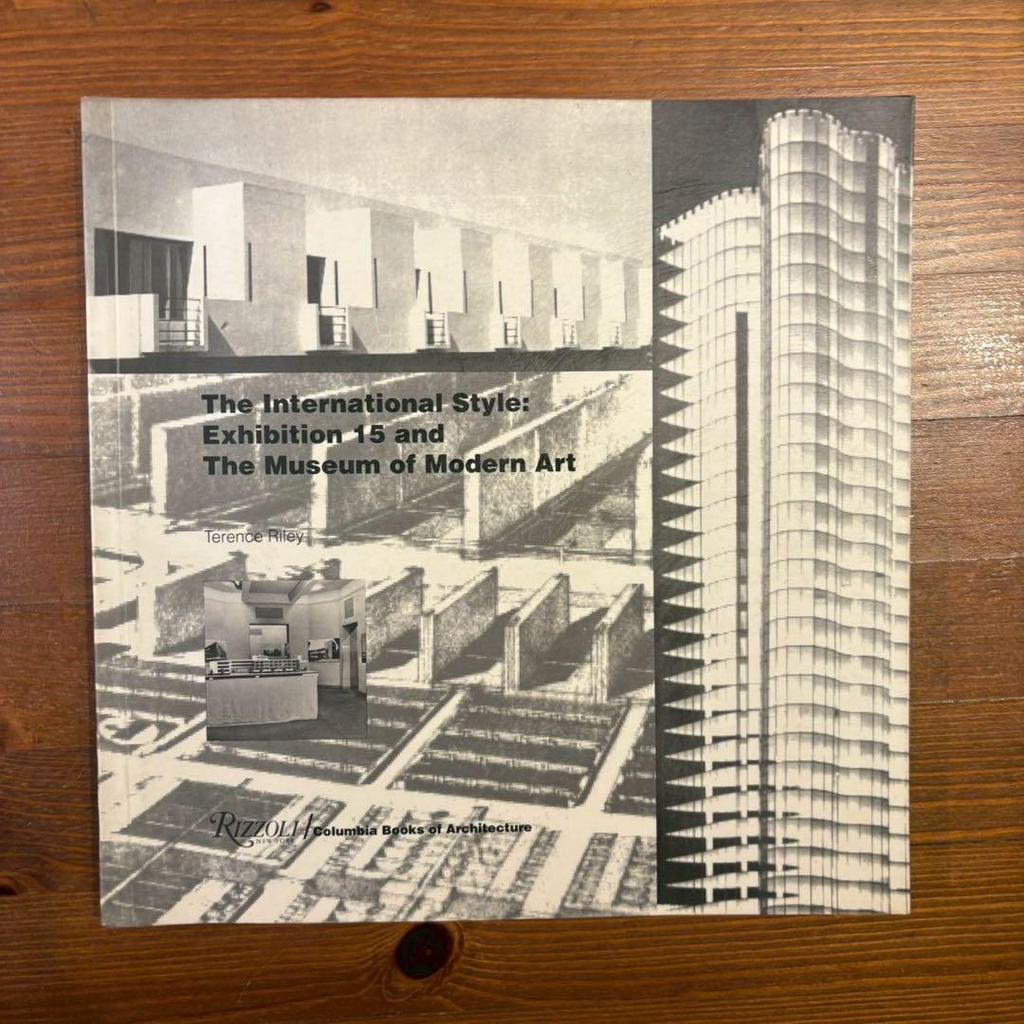 The International Style:
Exhibition 15 and
The Museum of Modern Art
Terence Riley
RIZZOLI / Columbia Books of Architecture
NEW YORK